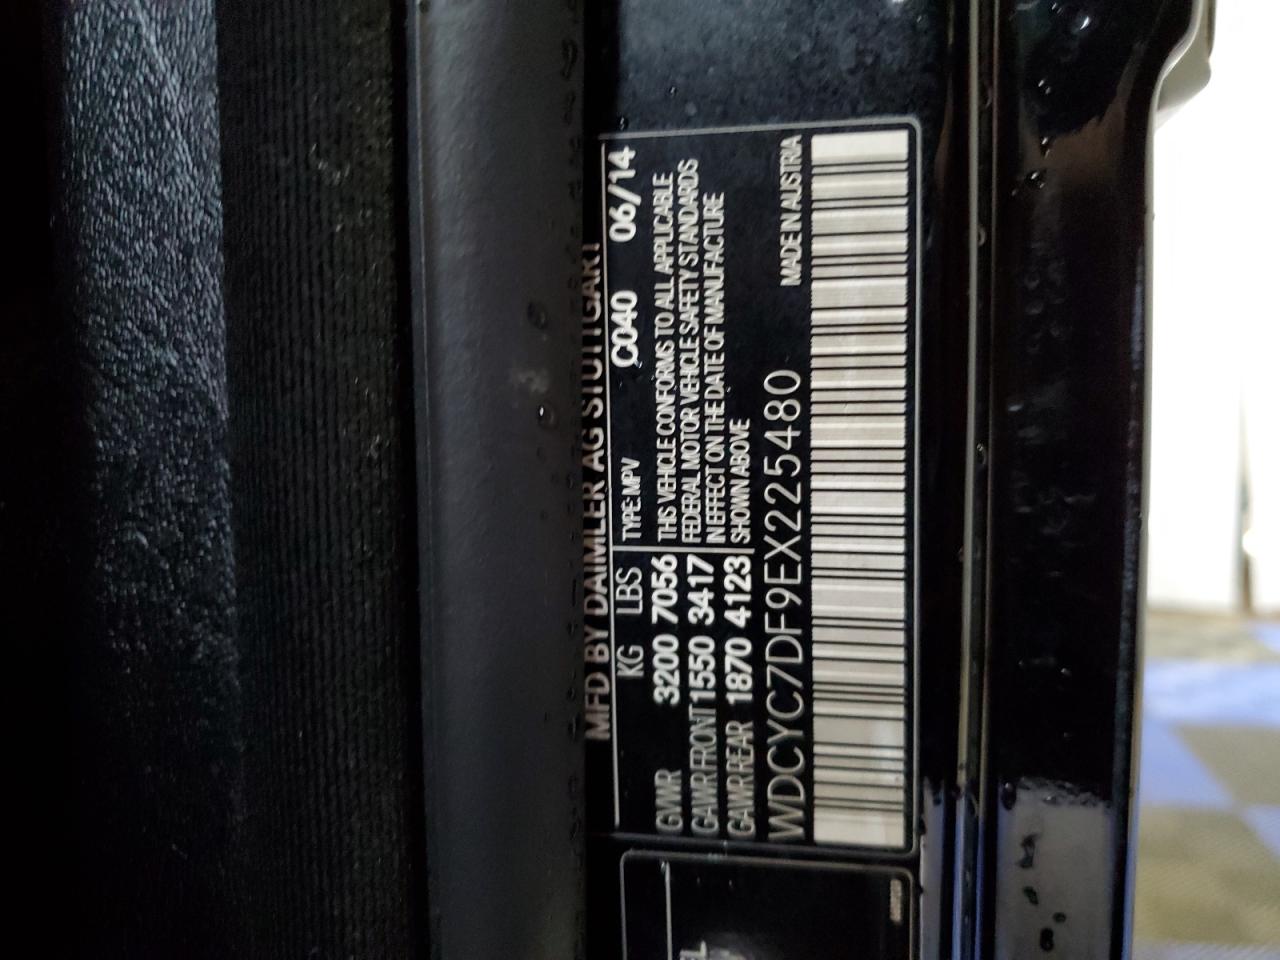 MFD BY DAIMLER AG STUTTGART
KG LBS TYPE: MPV C040 06/14
GVWR 3200 7056 THIS VEHICLE CONFORMS TO ALL APPLICABLE
GAWR FRONT 1550 3417 FEDERAL MOTOR VEHICLE SAFETY STANDARDS
IN EFFECT ON THE DATE OF MANUFACTURE
GAWR REAR 1870 4123 SHOWN ABOVE
MADE IN AUSTRIA
WDCYC7DF9EX225480